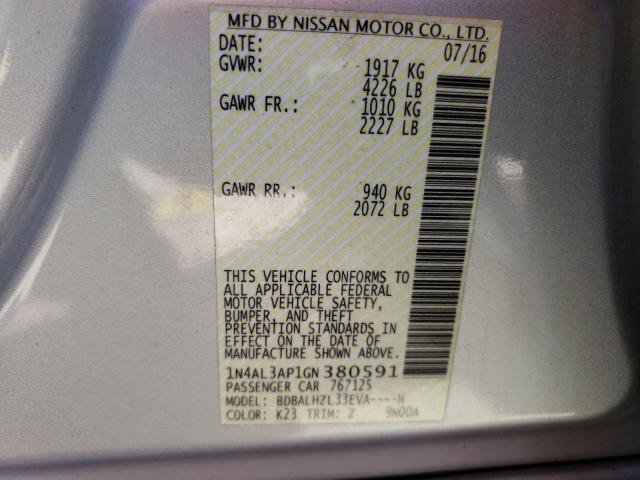 MFD BY NISSAN MOTOR CO., LTD.
DATE: 07/16
GVWR: 1917 KG
4226 LB
GAWR FR.: 1010 KG
2227 LB
GAWR RR.: 940 KG
2072 LB
THIS VEHICLE CONFORMS TO
ALL APPLICABLE FEDERAL
MOTOR VEHICLE SAFETY,
BUMPER, AND THEFT
PREVENTION STANDARDS IN
EFFECT ON THE DATE OF
MANUFACTURE SHOWN ABOVE.
1N4AL3AP1GN380591
PASSENGER CAR 767125
MODEL: BDBALHZL33EVA----H
COLOR: K23 TRIM: Z 9N00A